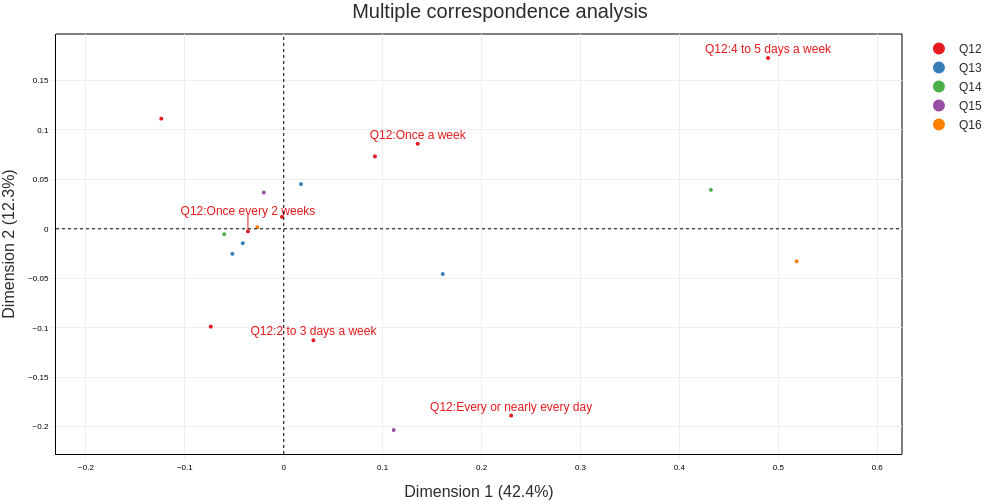 Multiple correspondence analysis
Q12:4 to 5 days a week
Q12:Once a week
Q12:Once every 2 weeks
Q12:2 to 3 days a week
Q12:Every or nearly every day
Q12
Q13
Q14
Q15
Q16
Dimension 2 (12.3%)
0.15
0.1
0.05
0
−0.05
−0.1
−0.15
−0.2
−0.2
−0.1
0
0.1
0.2
0.3
0.4
0.5
0.6
Dimension 1 (42.4%)